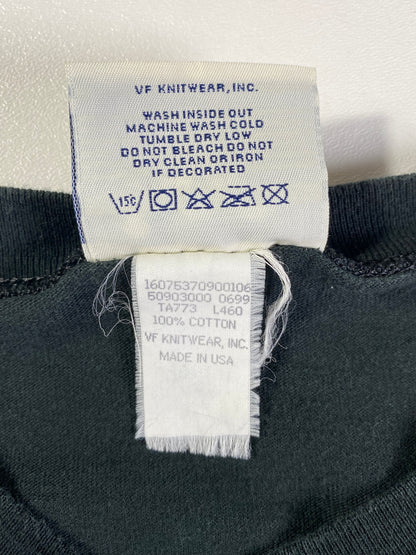 VF KNITWEAR, INC.
WASH INSIDE OUT
MACHINE WASH COLD
TUMBLE DRY LOW
DO NOT BLEACH DO NOT
DRY CLEAN OR IRON
IF DECORATED
15¢
16075370900106
50903000 0699
TA773 L460
100% COTTON
VF KNITWEAR, INC.
MADE IN USA